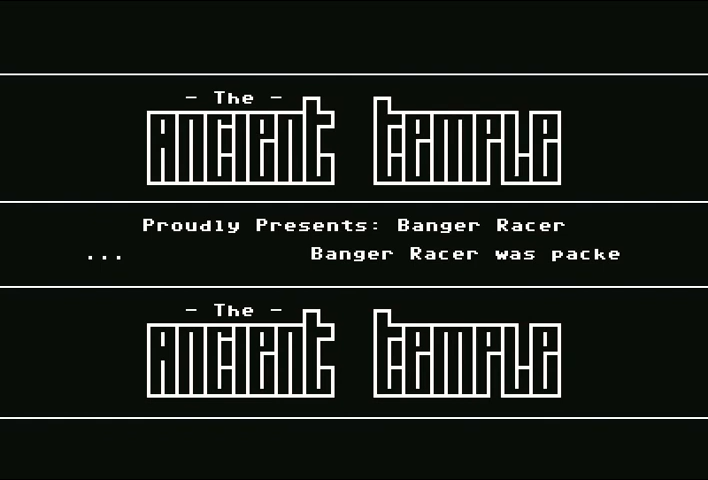 - The -
ANCIENT TEMPLE
Proudly Presents: Banger Racer
... Banger Racer was packe
- The -
ANCIENT TEMPLE